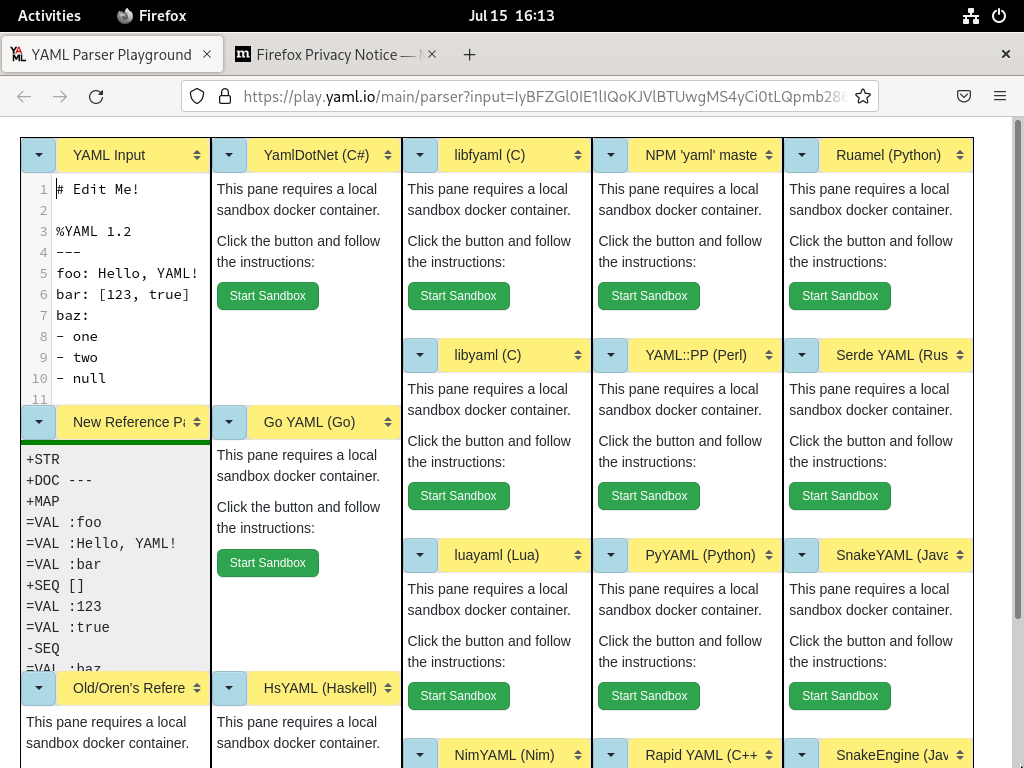 Activities
Firefox
Jul 15 16:13
YAML Parser Playground
Firefox Privacy Notice —
https://play.yaml.io/main/parser?input=IyBFZGl0IE1lIQoKJVlBTUwgMS4yCi0tLQpmb286
YAML Input
1 # Edit Me!
2
3 %YAML 1.2
4 ---
5 foo: Hello, YAML!
6 bar: [123, true]
7 baz:
8 - one
9 - two
10 - null
11
New Reference Pa
+STR
+DOC ---
+MAP
=VAL :foo
=VAL :Hello, YAML!
=VAL :bar
+SEQ []
=VAL :123
=VAL :true
-SEQ
=VAL :baz
Old/Oren's Refere
This pane requires a local
sandbox docker container.
YamlDotNet (C#)
This pane requires a local
sandbox docker container.
Click the button and follow
the instructions:
Start Sandbox
Go YAML (Go)
This pane requires a local
sandbox docker container.
Click the button and follow
the instructions:
Start Sandbox
HsYAML (Haskell)
This pane requires a local
sandbox docker container.
libfyaml (C)
This pane requires a local
sandbox docker container.
Click the button and follow
the instructions:
Start Sandbox
libyaml (C)
This pane requires a local
sandbox docker container.
Click the button and follow
the instructions:
Start Sandbox
luayaml (Lua)
This pane requires a local
sandbox docker container.
Click the button and follow
the instructions:
Start Sandbox
NimYAML (Nim)
NPM 'yaml' maste
This pane requires a local
sandbox docker container.
Click the button and follow
the instructions:
Start Sandbox
YAML::PP (Perl)
This pane requires a local
sandbox docker container.
Click the button and follow
the instructions:
Start Sandbox
PyYAML (Python)
This pane requires a local
sandbox docker container.
Click the button and follow
the instructions:
Start Sandbox
Rapid YAML (C++
Ruamel (Python)
This pane requires a local
sandbox docker container.
Click the button and follow
the instructions:
Start Sandbox
Serde YAML (Rus
This pane requires a local
sandbox docker container.
Click the button and follow
the instructions:
Start Sandbox
SnakeYAML (Java
This pane requires a local
sandbox docker container.
Click the button and follow
the instructions:
Start Sandbox
SnakeEngine (Jav